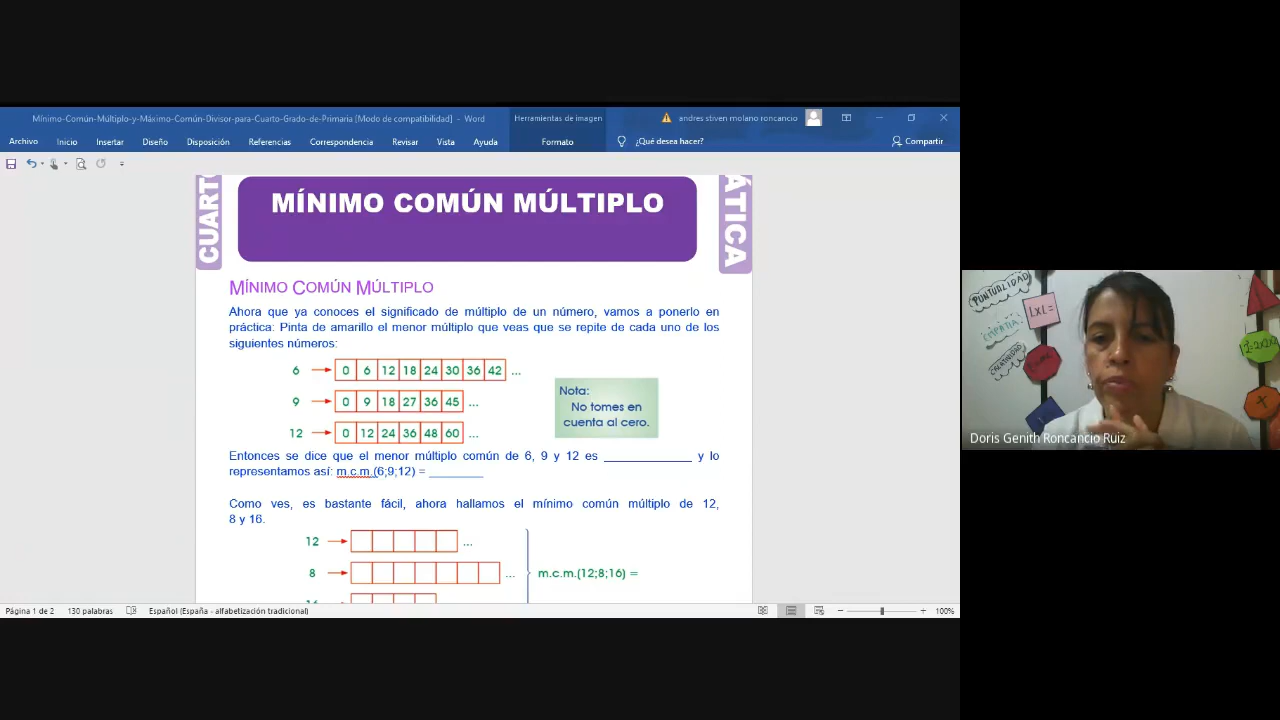 Mínimo-Común-Múltiplo-y-Máximo-Común-Divisor-para-Cuarto-Grado-de-Primaria [Modo de compatibilidad] - Word
Herramientas de imagen
andres stiven molano roncancio
Archivo Inicio Insertar Diseño Disposición Referencias Correspondencia Revisar Vista Ayuda Formato ¿Qué desea hacer? Compartir
CUARTO
MÍNIMO COMÚN MÚLTIPLO
ÁTICA
MÍNIMO COMÚN MÚLTIPLO
Ahora que ya conoces el significado de múltiplo de un número, vamos a ponerlo en
práctica: Pinta de amarillo el menor múltiplo que veas que se repite de cada uno de los
siguientes números:
6 → 0 6 12 18 24 30 36 42 ...
9 → 0 9 18 27 36 45 ...
12 → 0 12 24 36 48 60 ...
Nota:
No tomes en
cuenta al cero.
Entonces se dice que el menor múltiplo común de 6, 9 y 12 es _____________ y lo
representamos así: m.c.m.(6;9;12) = ________
Como ves, es bastante fácil, ahora hallamos el mínimo común múltiplo de 12,
8 y 16.
12 → ...
8 → ... m.c.m.(12;8;16) =
Página 1 de 2 130 palabras Español (España - alfabetización tradicional) 100%
PUNTUALIDAD
EMPATIA
CREATIVIDAD
LXL=
Doris Genith Roncancio Ruiz